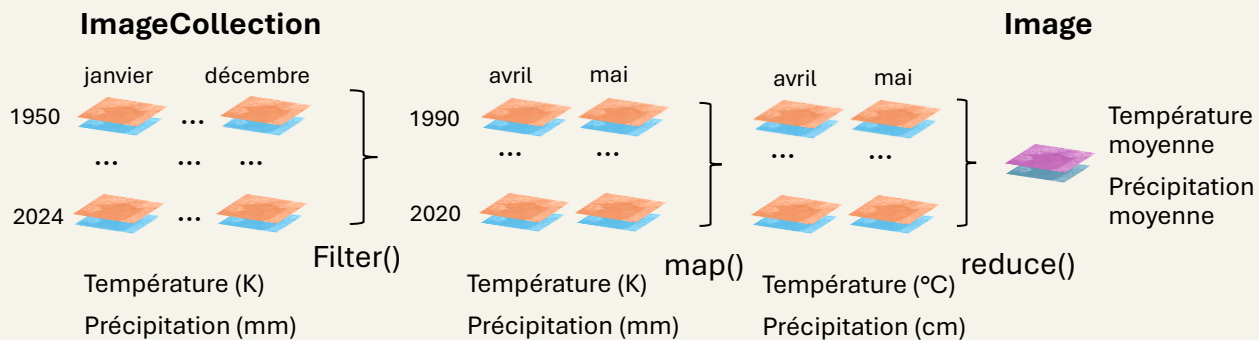 ImageCollection
Image
janvier
décembre
avril
mai
avril
mai
1950
...
1990
Température
moyenne
...
...
...
...
...
...
...
Précipitation
moyenne
2024
...
2020
Filter()
map()
reduce()
Température (K)
Température (K)
Température (°C)
Précipitation (mm)
Précipitation (mm)
Précipitation (cm)